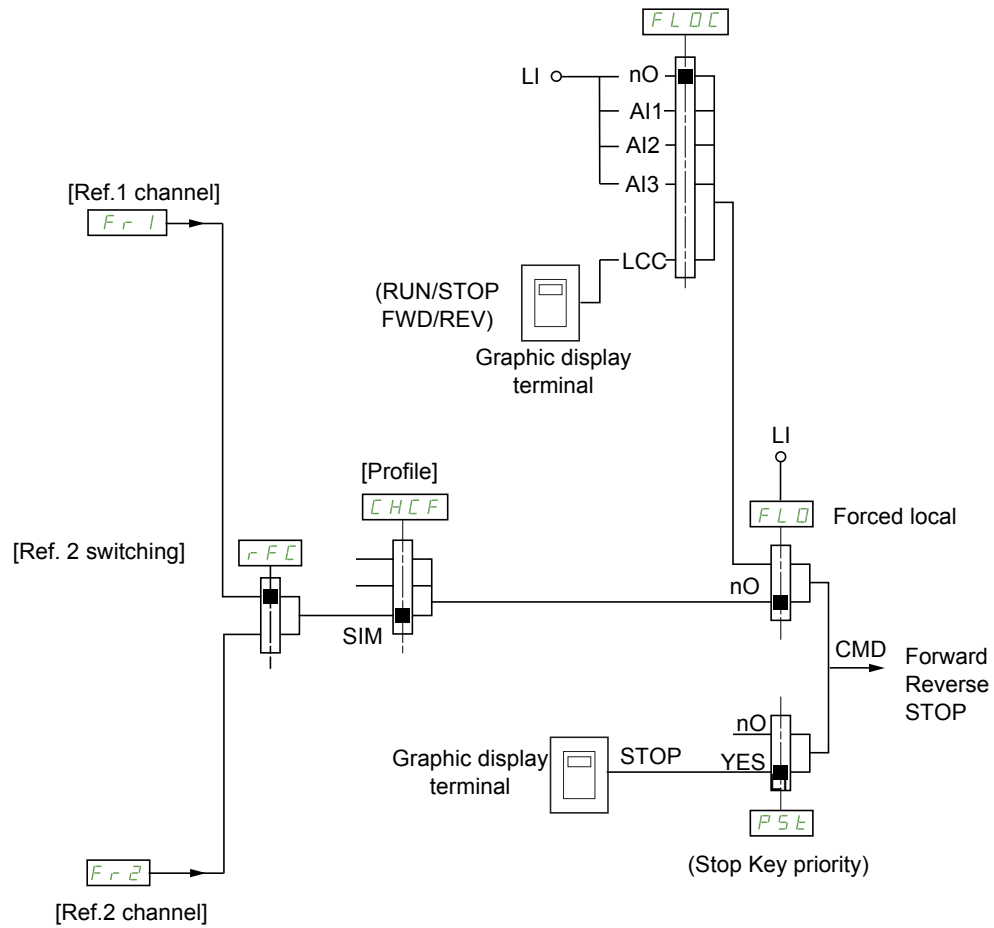 FLOC
LI
nO
AI1
AI2
AI3
LCC
[Ref.1 channel]
Fr1
(RUN/STOP
FWD/REV)
Graphic display
terminal
LI
[Profile]
CHCF
FLO
Forced local
[Ref. 2 switching]
rFC
nO
SIM
CMD
Forward
Reverse
STOP
nO
Graphic display
terminal
STOP
YES
PSt
(Stop Key priority)
Fr2
[Ref.2 channel]